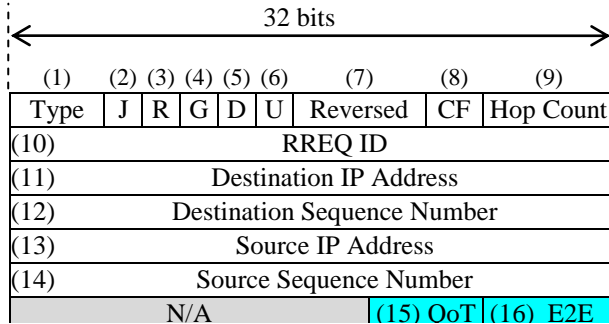 32 bits
(1) (2) (3) (4) (5) (6) (7) (8) (9)
Type J R G D U Reversed CF Hop Count
(10) RREQ ID
(11) Destination IP Address
(12) Destination Sequence Number
(13) Source IP Address
(14) Source Sequence Number
N/A (15) QoT (16) E2E